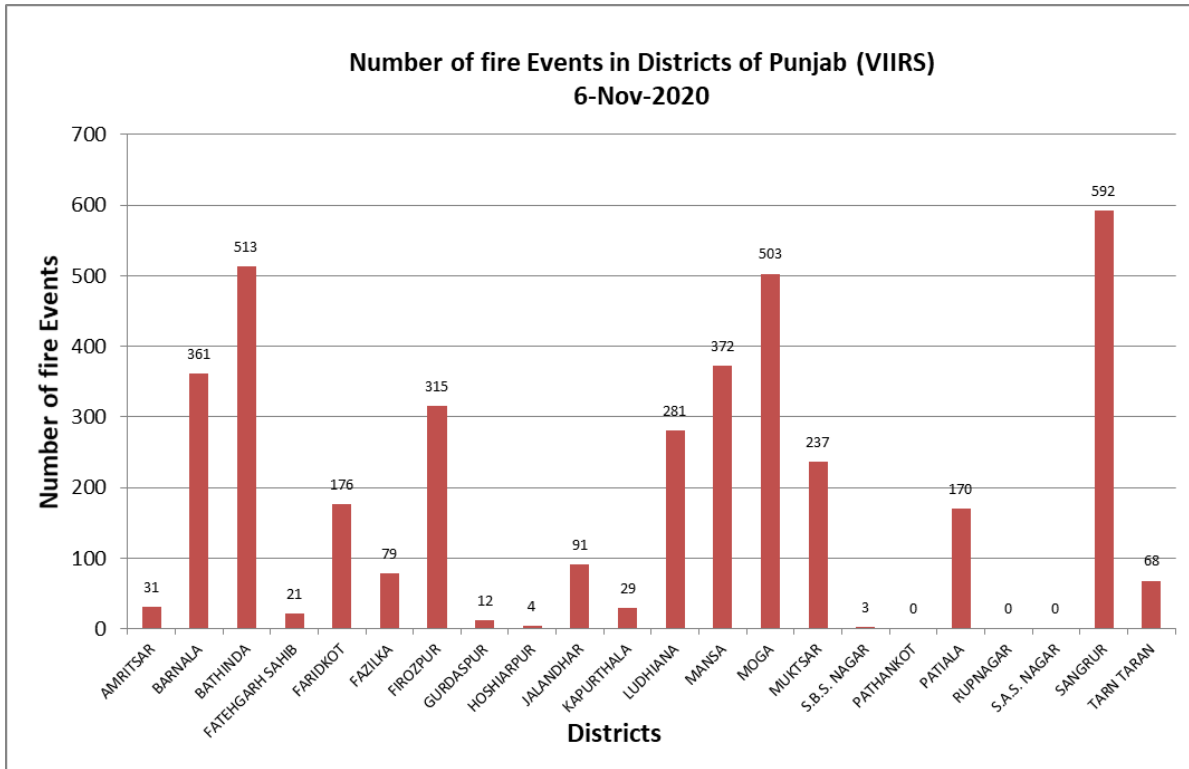 Number of fire Events in Districts of Punjab (VIIRS)
6-Nov-2020
Number of fire Events
700
600
500
400
300
200
100
0
31
361
513
21
176
79
315
12
4
91
29
281
372
503
237
3
0
170
0
0
592
68
AMRITSAR
BARNALA
BATHINDA
FATEHGARH SAHIB
FARIDKOT
FAZILKA
FIROZPUR
GURDASPUR
HOSHIARPUR
JALANDHAR
KAPURTHALA
LUDHIANA
MANSA
MOGA
MUKTSAR
S.B.S. NAGAR
PATHANKOT
PATIALA
RUPNAGAR
S.A.S. NAGAR
SANGRUR
TARN TARAN
Districts